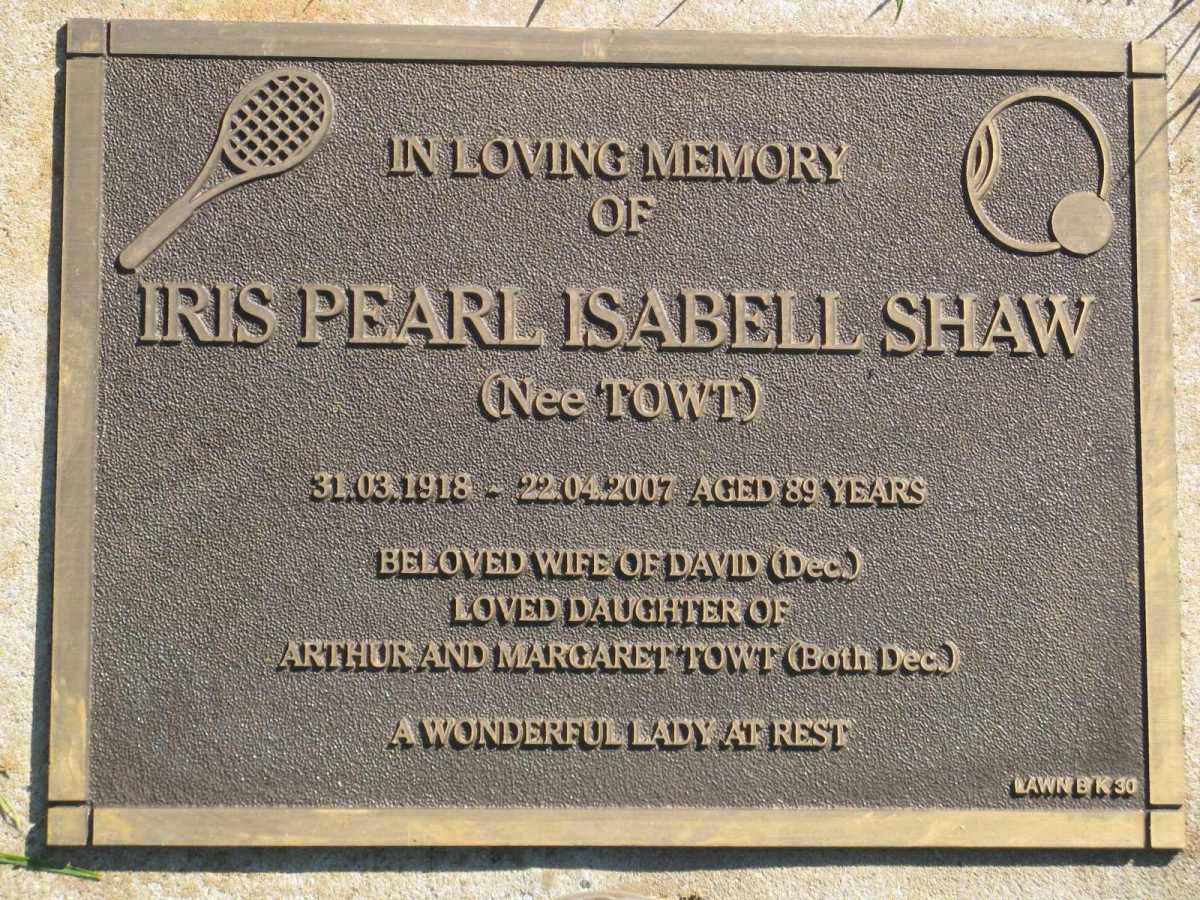 IN LOVING MEMORY
OF
IRIS PEARL ISABELL SHAW
(Nee TOWT)
31.03.1918 - 22.04.2007 AGED 89 YEARS
BELOVED WIFE OF DAVID (Dec.)
LOVED DAUGHTER OF
ARTHUR AND MARGARET TOWT (Both Dec.)
A WONDERFUL LADY AT REST
LAWN B K 30